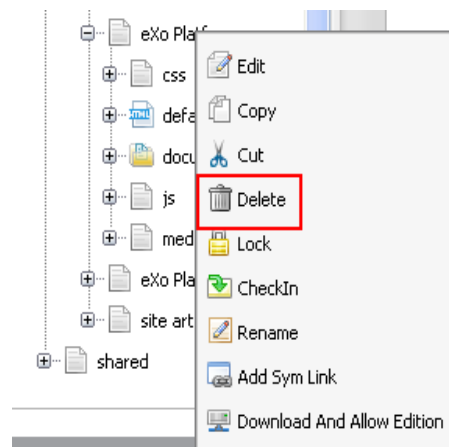 eXo Pla
css
defa
docu
js
med
eXo Pla
site art
shared
Edit
Copy
Cut
Delete
Lock
CheckIn
Rename
Add Sym Link
Download And Allow Edition